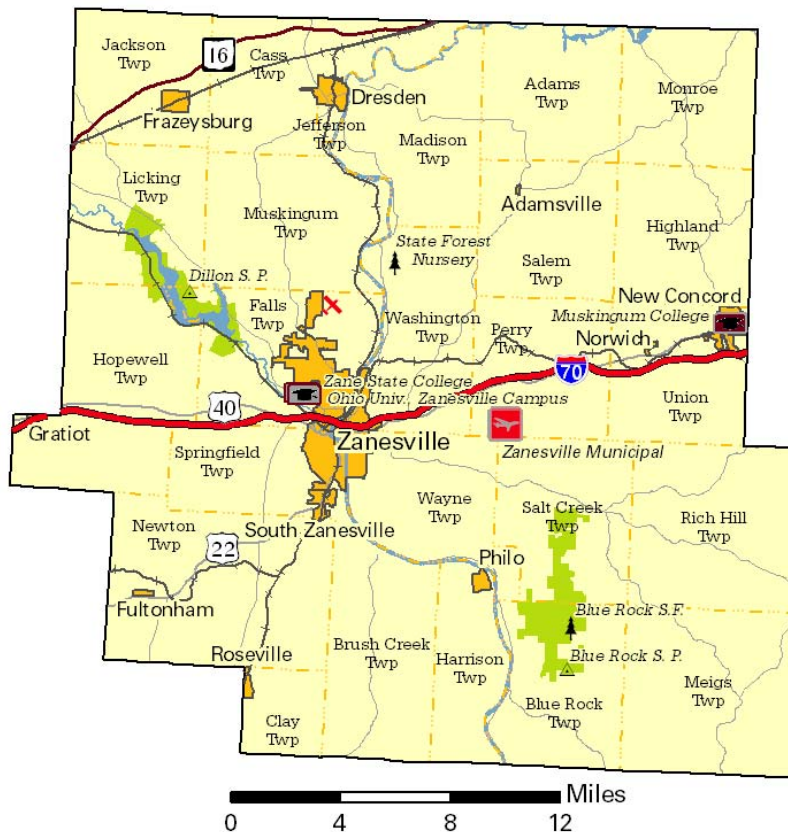 Jackson
Twp
16
Cass
Twp
Dresden
Adams
Twp
Monroe
Twp
Frazeysburg
Jefferson
Twp
Madison
Twp
Licking
Twp
Muskingum
Twp
Adamsville
Highland
Twp
State Forest
Nursery
Salem
Twp
Dillon S. P.
Falls
Twp
Washington
Twp
Perry
Twp
New Concord
Muskingum College
Norwich
Hopewell
Twp
70
Zane State College
Ohio Univ. Zanesville Campus
Union
Twp
40
Gratiot
Zanesville
Zanesville Municipal
Springfield
Twp
Wayne
Twp
Salt Creek
Twp
Rich Hill
Twp
Newton
Twp
22
South Zanesville
Philo
Fultonham
Blue Rock S.F.
Roseville
Brush Creek
Twp
Harrison
Twp
Blue Rock S. P.
Meigs
Twp
Blue Rock
Twp
Clay
Twp
Miles
0 4 8 12